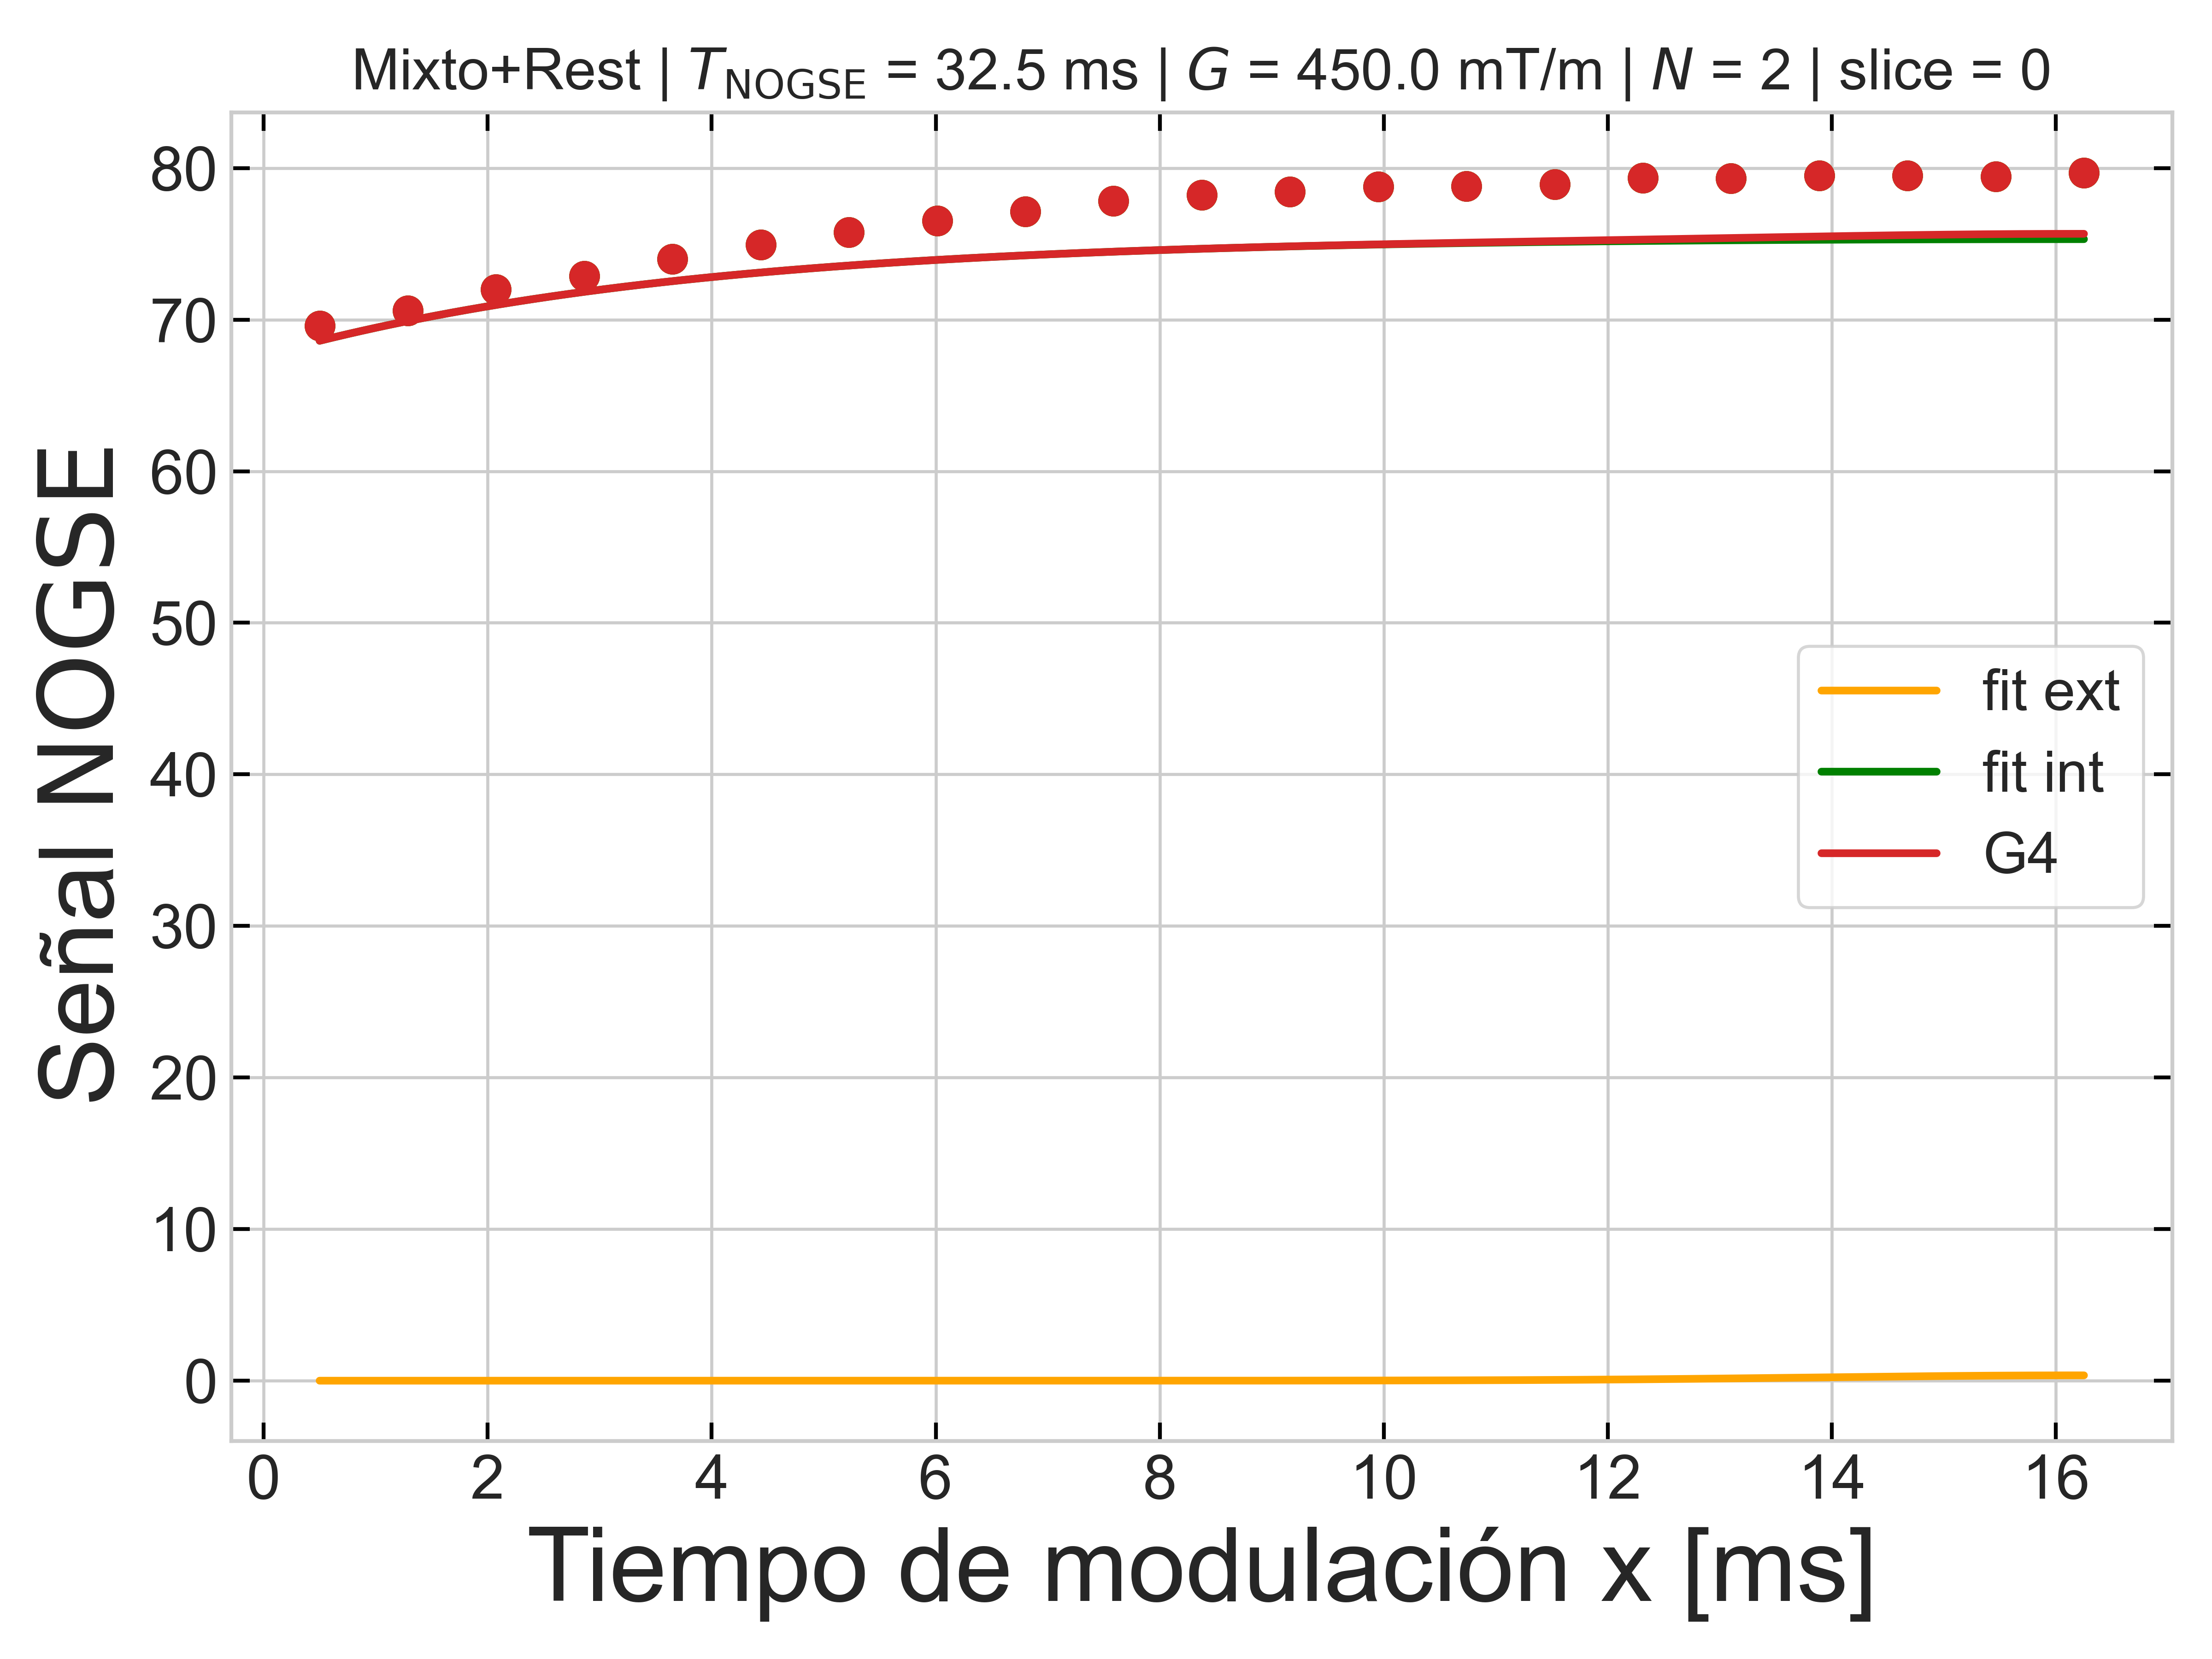 Mixto+Rest | T_NOGSE = 32.5 ms | G = 450.0 mT/m | N = 2 | slice = 0
Señal NOGSE
80
70
60
50
40
30
20
10
0
fit ext
fit int
G4
0 2 4 6 8 10 12 14 16
Tiempo de modulación x [ms]